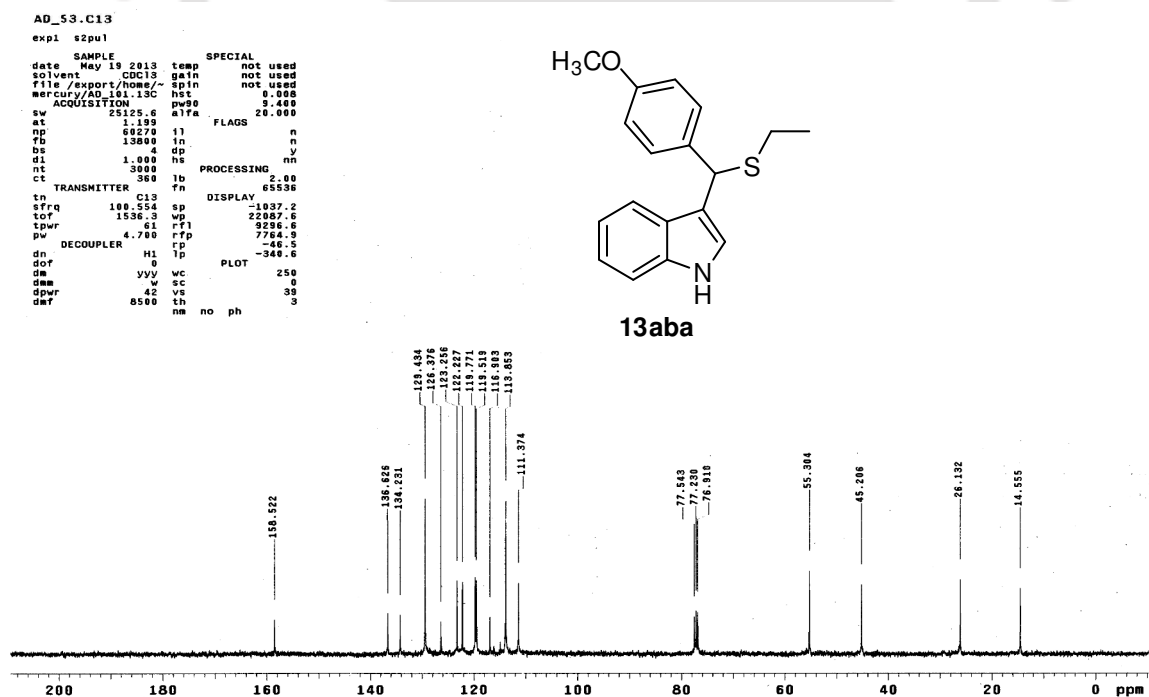 AD_53.C13
exp1 s2pul
SAMPLE SPECIAL
date May 19 2013 temp not used
solvent CDCl3 gain not used
file /export/home/~ spin not used
mercury/AD_101.13C hst 0.008
ACQUISITION pw90 9.400
sw 25125.6 alfa 20.000
at 1.199 FLAGS
np 60270 il n
fb 13800 in n
bs 4 dp y
d1 1.000 hs nn
nt 3000 PROCESSING
ct 360 lb 2.00
TRANSMITTER fn 65536
tn C13 DISPLAY
sfrq 100.554 sp -1037.2
tof 1536.3 wp 22087.6
tpwr 61 rfl 9296.6
pw 4.700 rfp 7764.9
DECOUPLER rp -46.5
dn H1 lp -340.6
dof 0 PLOT
dm yyy wc 250
dmm w sc 0
dpwr 42 vs 39
dmf 8500 th 3
nm no ph
H3CO
S
N
H
13aba
158.522
136.626
134.231
129.434
126.376
123.256
122.227
119.771
119.519
116.903
113.853
111.374
77.543
77.230
76.910
55.304
45.206
26.132
14.555
200 180 160 140 120 100 80 60 40 20 0 ppm